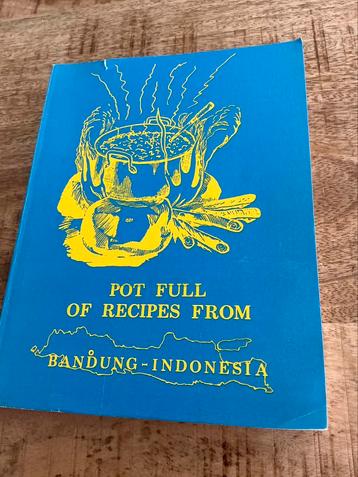 POT FULL
OF RECIPES FROM
BANDUNG-INDONESIA